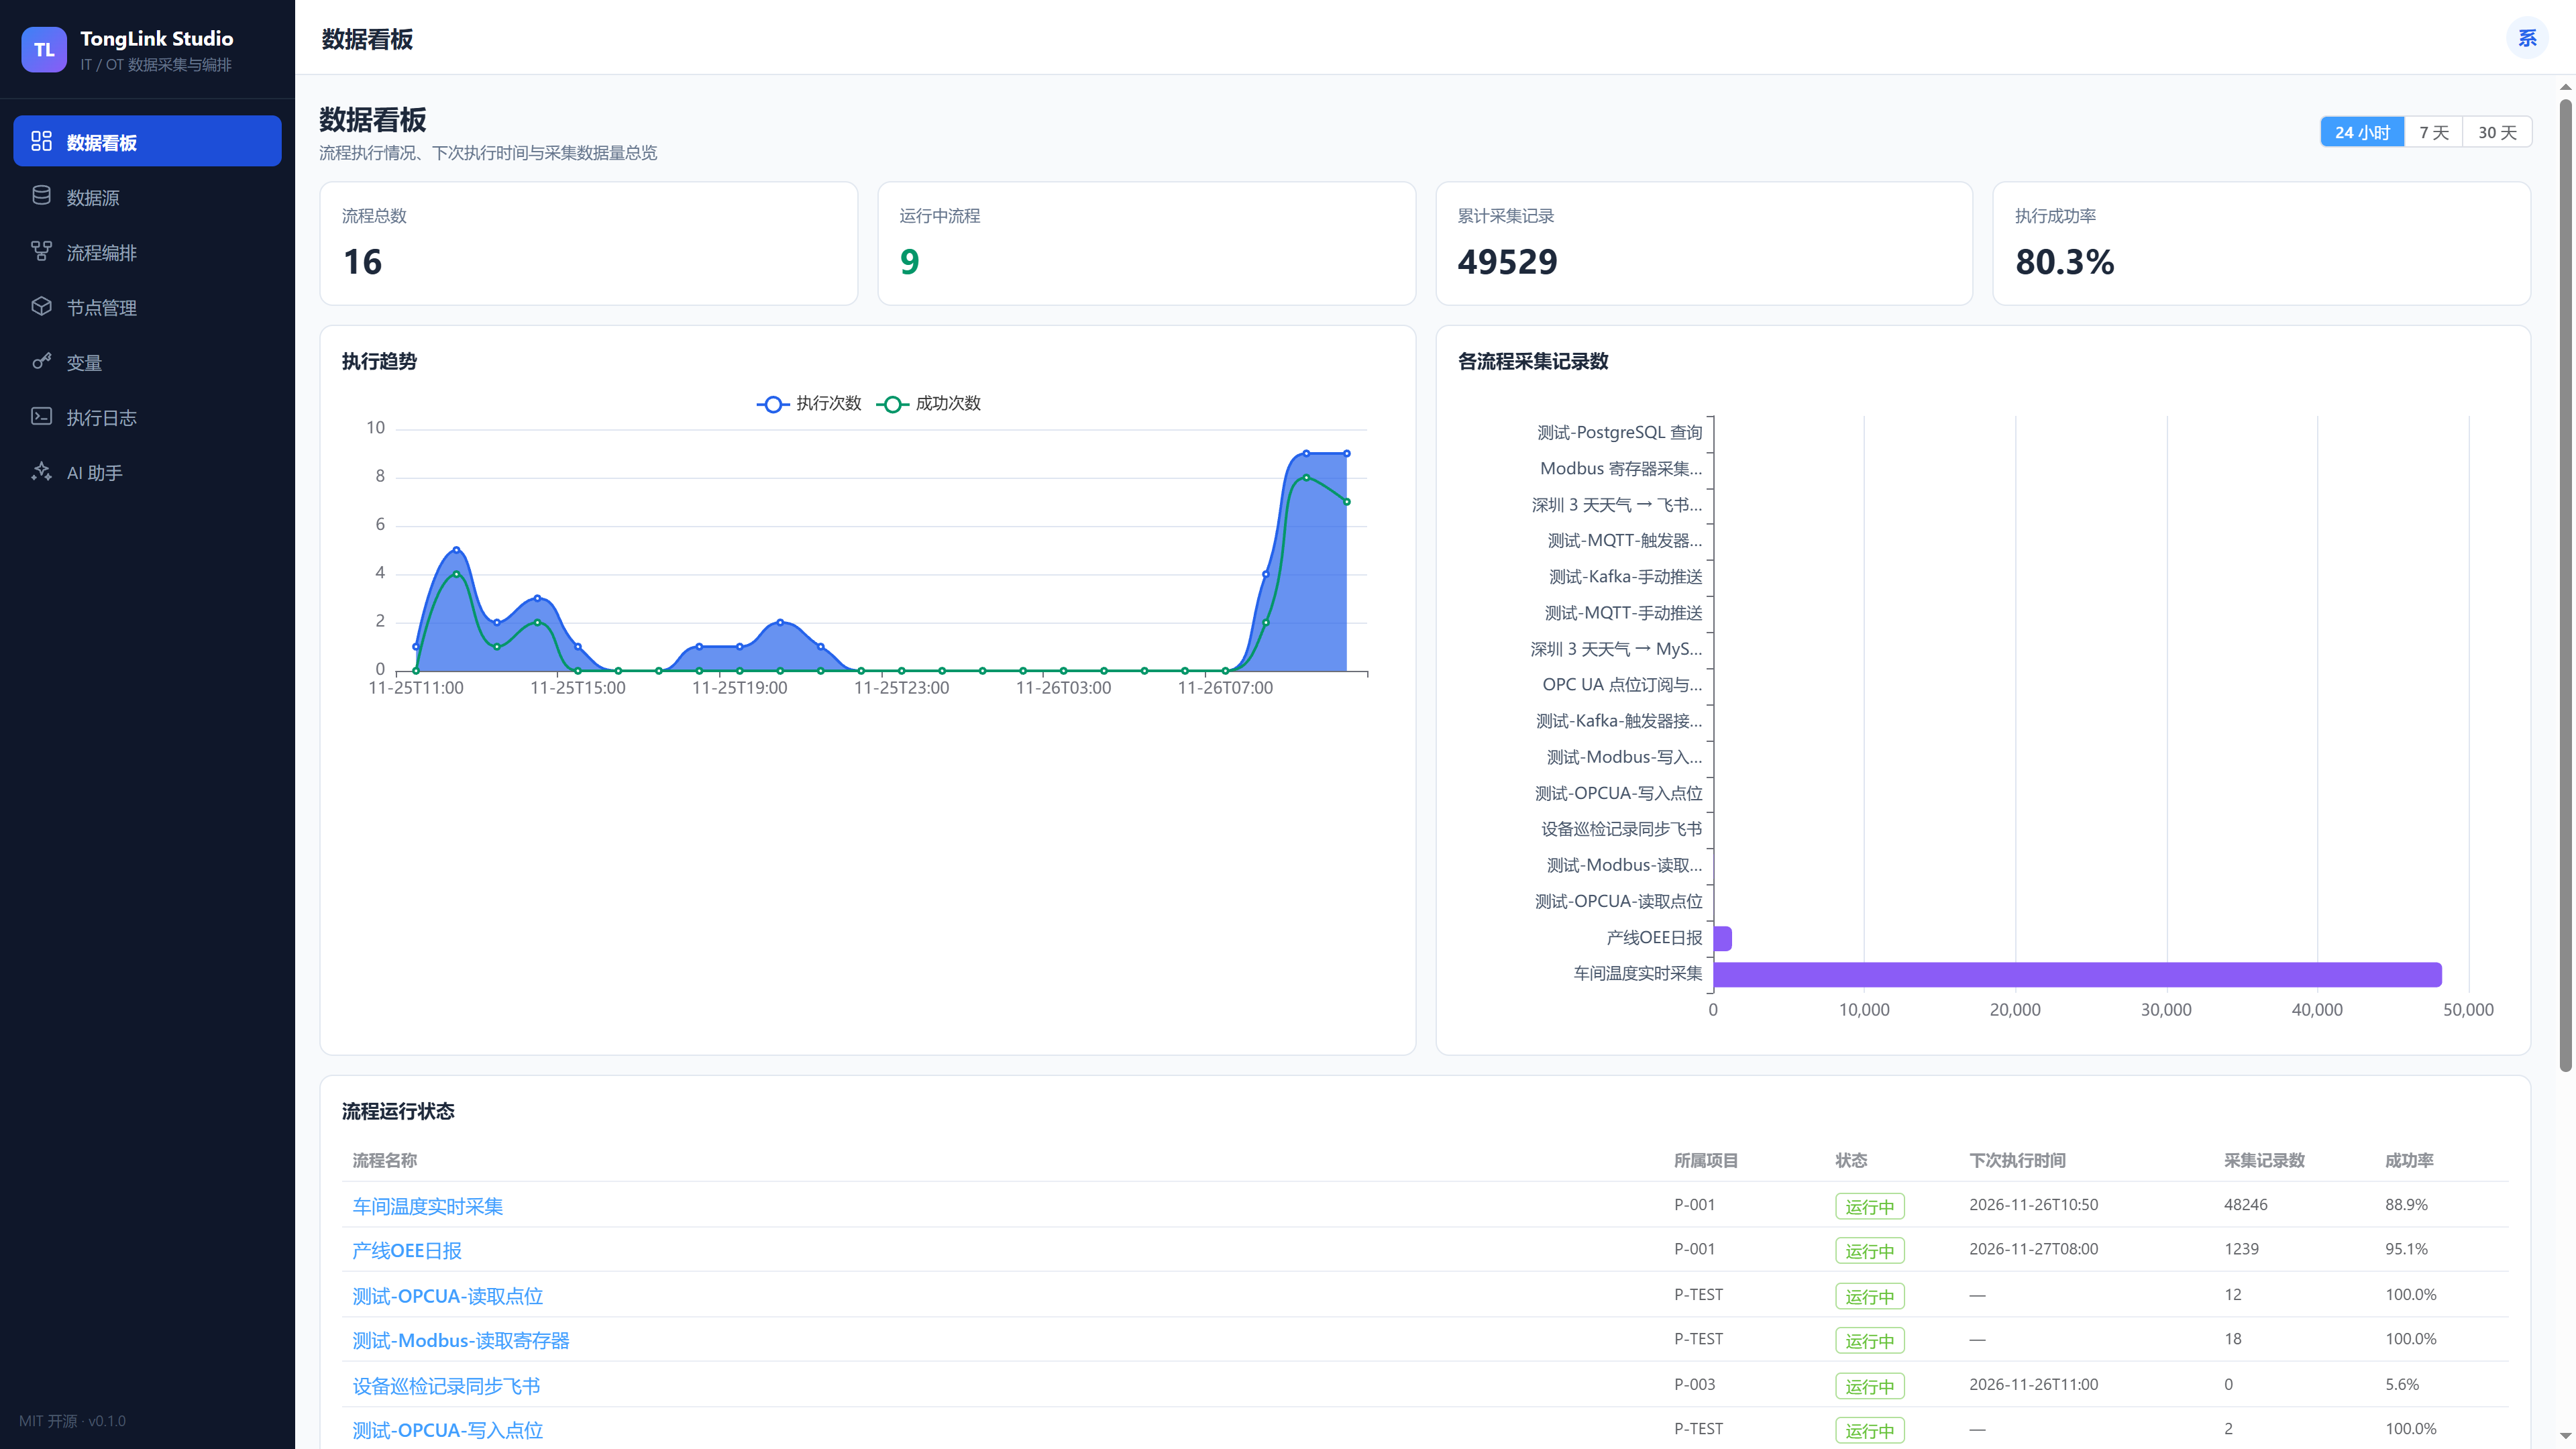 TL
TongLink Studio
IT / OT 数据采集与编排
数据看板
数据源
流程编排
节点管理
变量
执行日志
AI 助手
MIT 开源 · v0.1.0
数据看板
系
数据看板
流程执行情况、下次执行时间与采集数据量总览
24 小时 7 天 30 天
流程总数
16
运行中流程
9
累计采集记录
49529
执行成功率
80.3%
执行趋势
执行次数 成功次数
10
8
6
4
2
0
11-25T11:00 11-25T15:00 11-25T19:00 11-25T23:00 11-26T03:00 11-26T07:00
各流程采集记录数
测试-PostgreSQL 查询
Modbus 寄存器采集...
深圳 3 天天气 → 飞书...
测试-MQTT-触发器...
测试-Kafka-手动推送
测试-MQTT-手动推送
深圳 3 天天气 → MyS...
OPC UA 点位订阅与...
测试-Kafka-触发器接...
测试-Modbus-写入...
测试-OPCUA-写入点位
设备巡检记录同步飞书
测试-Modbus-读取...
测试-OPCUA-读取点位
产线OEE日报
车间温度实时采集
0 10,000 20,000 30,000 40,000 50,000
流程运行状态
流程名称 所属项目 状态 下次执行时间 采集记录数 成功率
车间温度实时采集 P-001 运行中 2026-11-26T10:50 48246 88.9%
产线OEE日报 P-001 运行中 2026-11-27T08:00 1239 95.1%
测试-OPCUA-读取点位 P-TEST 运行中 — 12 100.0%
测试-Modbus-读取寄存器 P-TEST 运行中 — 18 100.0%
设备巡检记录同步飞书 P-003 运行中 2026-11-26T11:00 0 5.6%
测试-OPCUA-写入点位 P-TEST 运行中 — 2 100.0%